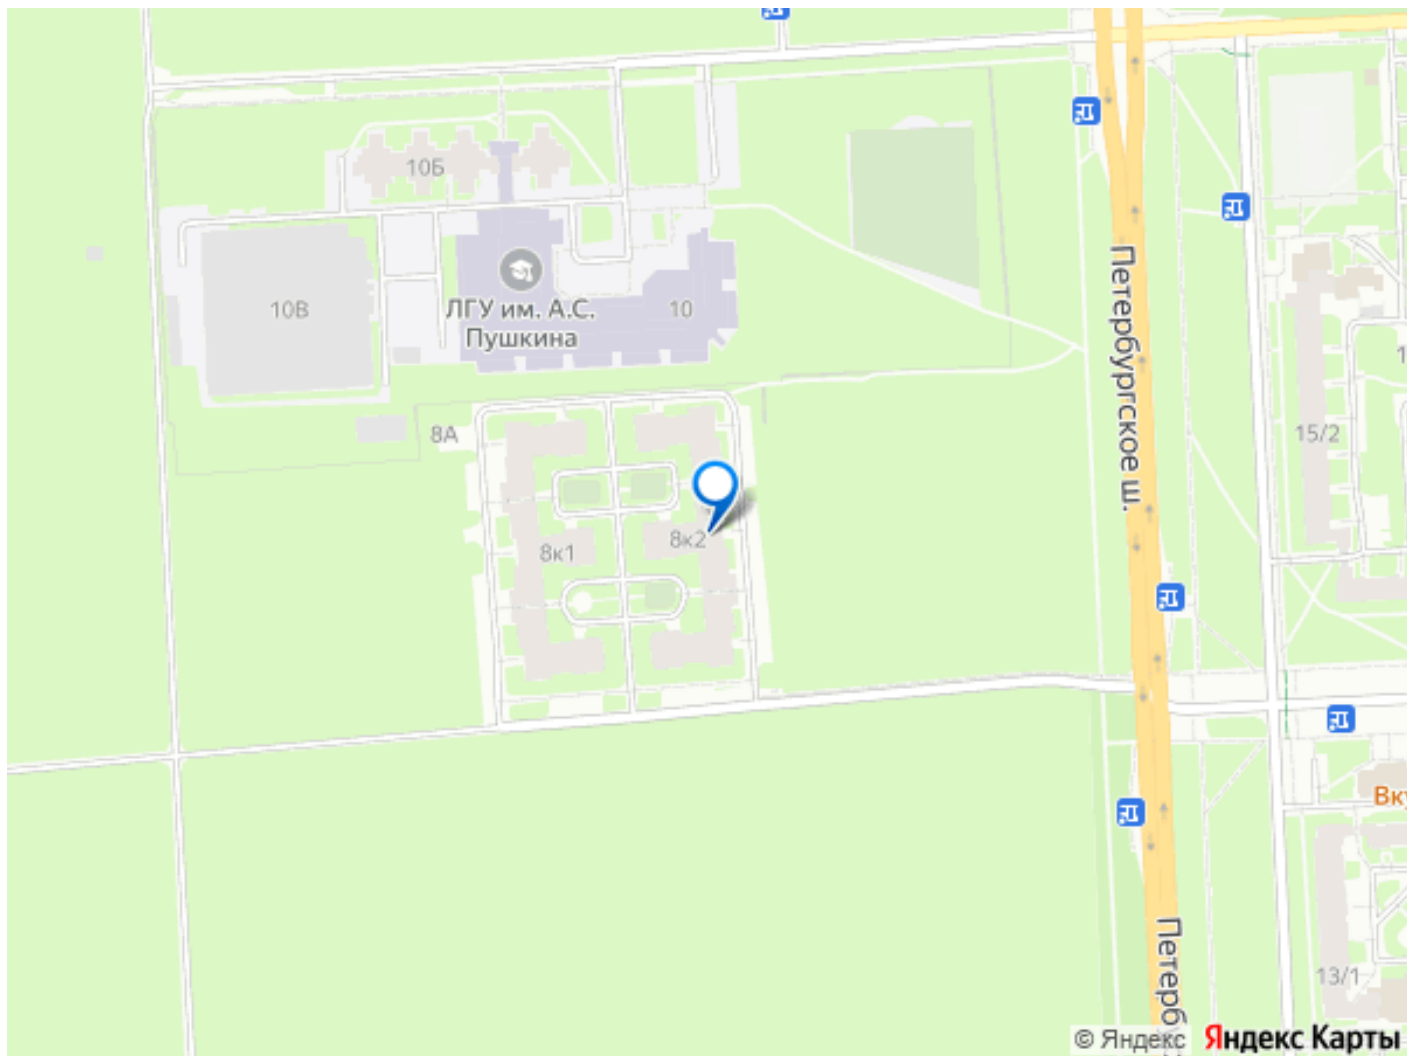 10Б
10В
ЛГУ им. А.С.
Пушкина
10
Петербургское ш.
15/2
8А
8к1
8к2
13/1
© Яндекс
Яндекс Карты